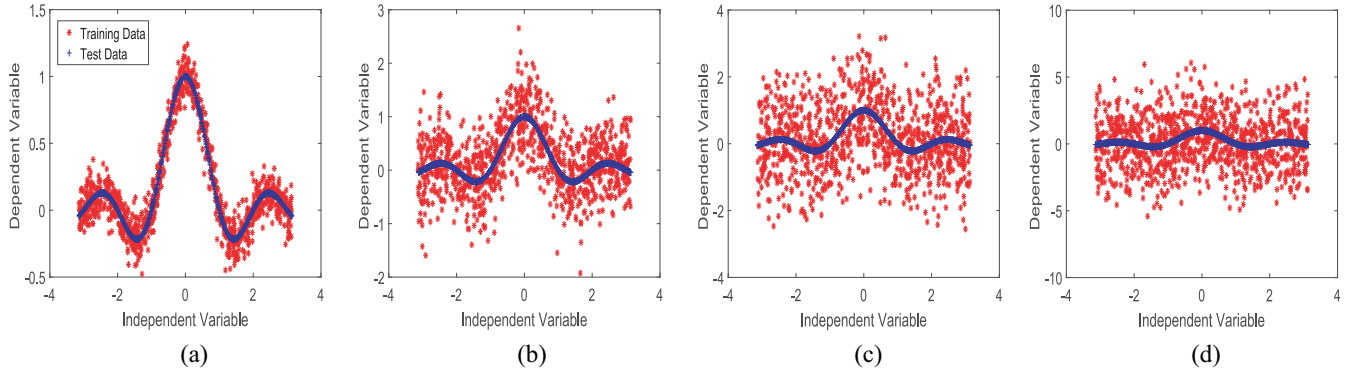 1.5
1
0.5
0
-0.5
-4
-2
0
2
4
Dependent Variable
Independent Variable
Training Data
Test Data
(a)
3
2
1
0
-1
-2
-4
-2
0
2
4
Dependent Variable
Independent Variable
(b)
4
2
0
-2
-4
-4
-2
0
2
4
Dependent Variable
Independent Variable
(c)
10
5
0
-5
-10
-4
-2
0
2
4
Dependent Variable
Independent Variable
(d)